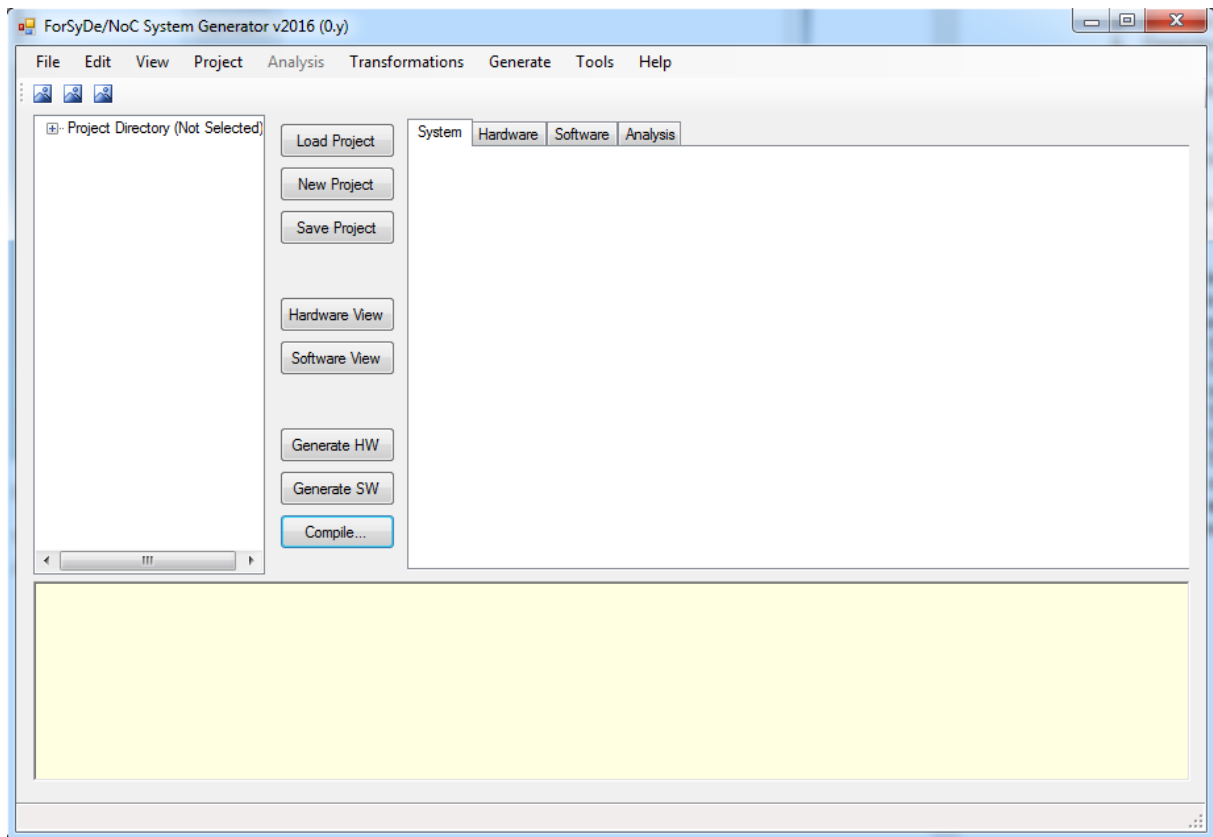 ForSyDe/NoC System Generator v2016 (0.y)
File Edit View Project Analysis Transformations Generate Tools Help
Project Directory (Not Selected)
Load Project
New Project
Save Project
Hardware View
Software View
Generate HW
Generate SW
Compile...
System Hardware Software Analysis